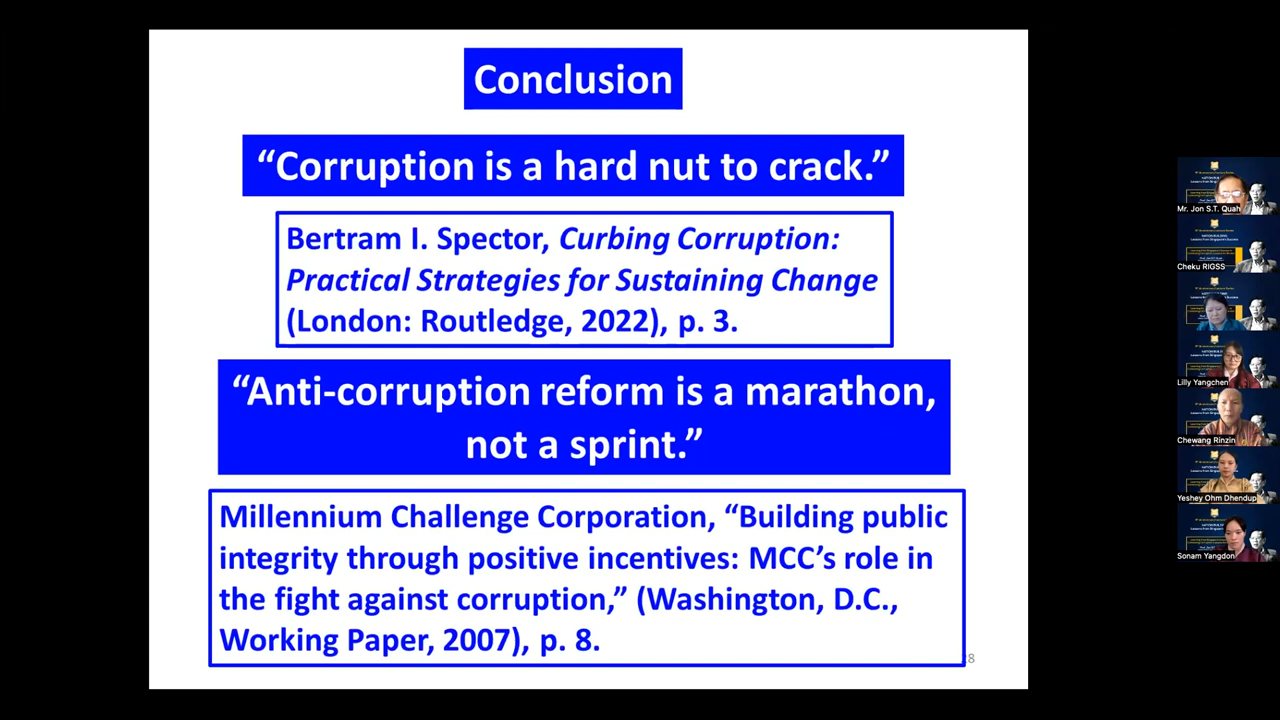 Conclusion
“Corruption is a hard nut to crack.”
Bertram I. Spector, Curbing Corruption:
Practical Strategies for Sustaining Change
(London: Routledge, 2022), p. 3.
“Anti-corruption reform is a marathon,
not a sprint.”
Millennium Challenge Corporation, “Building public
integrity through positive incentives: MCC’s role in
the fight against corruption,” (Washington, D.C.,
Working Paper, 2007), p. 8.
28
Mr. Jon S.T. Quah
Cheku RIGSS
Lilly Yangchen
Chewang Rinzin
Yeshey Ohm Dhendup
Sonam Yangdon